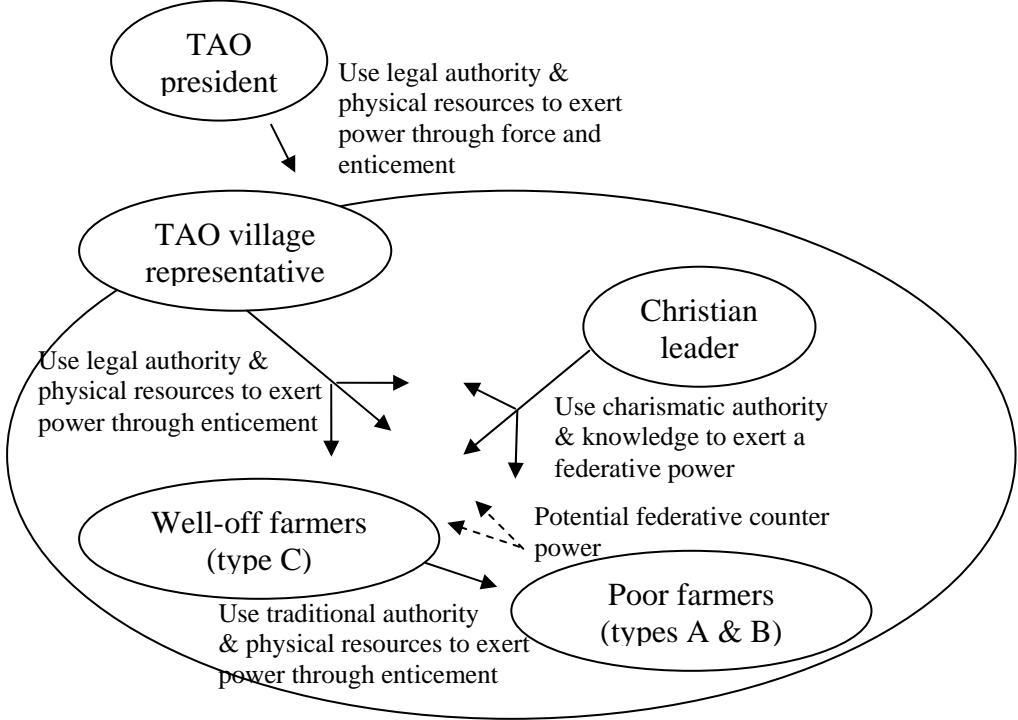 TAO
president
Use legal authority &
physical resources to exert
power through force and
enticement
TAO village
representative
Christian
leader
Use legal authority &
physical resources to exert
power through enticement
Use charismatic authority
& knowledge to exert a
federative power
Well-off farmers
(type C)
Potential federative counter
power
Poor farmers
(types A & B)
Use traditional authority
& physical resources to exert
power through enticement